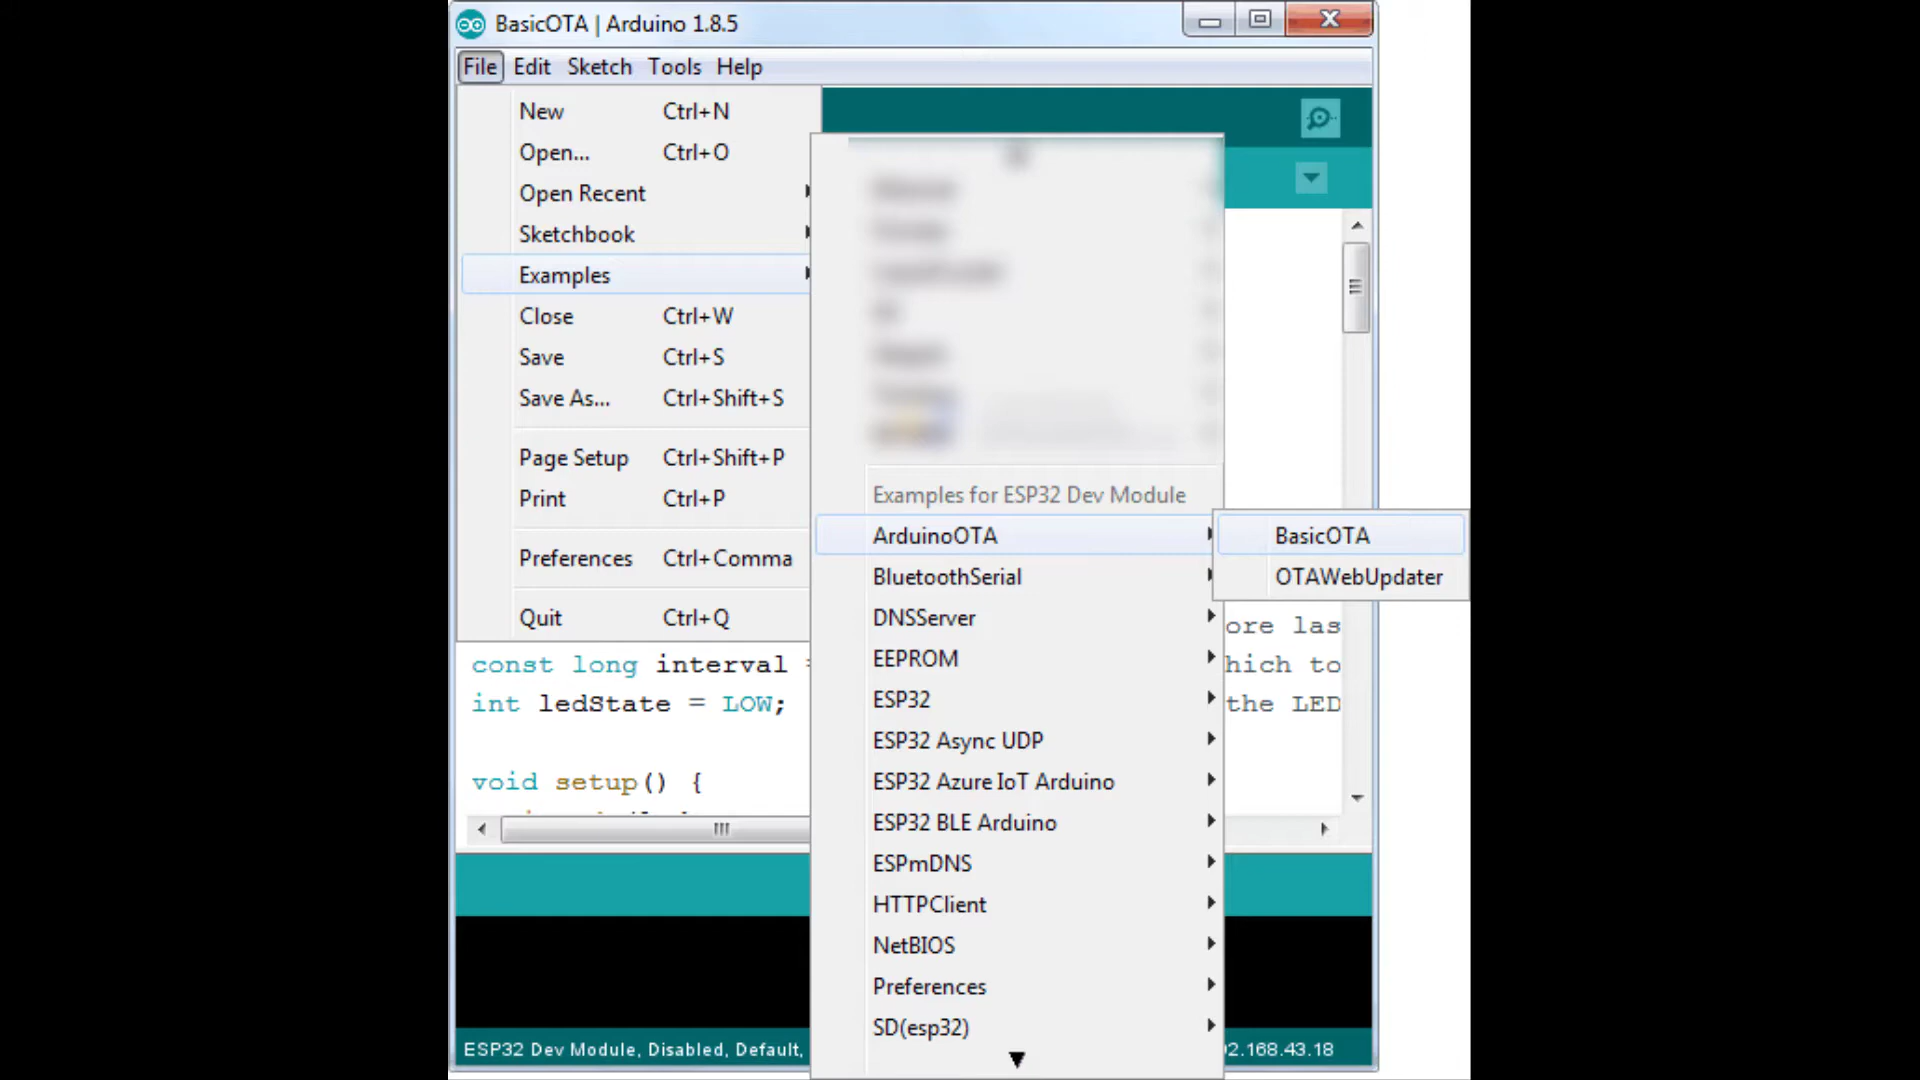 BasicOTA | Arduino 1.8.5
File Edit Sketch Tools Help
New Ctrl+N
Open... Ctrl+O
Open Recent
Sketchbook
Examples
Close Ctrl+W
Save Ctrl+S
Save As... Ctrl+Shift+S
Page Setup Ctrl+Shift+P
Print Ctrl+P
Preferences Ctrl+Comma
Quit Ctrl+Q
Examples for ESP32 Dev Module
ArduinoOTA
BluetoothSerial
DNSServer
EEPROM
ESP32
ESP32 Async UDP
ESP32 Azure IoT Arduino
ESP32 BLE Arduino
ESPmDNS
HTTPClient
NetBIOS
Preferences
SD(esp32)
BasicOTA
OTAWebUpdater
ore las
const long interval = hich to
int ledState = LOW; the LED
void setup() {
ESP32 Dev Module, Disabled, Default, 2.168.43.18